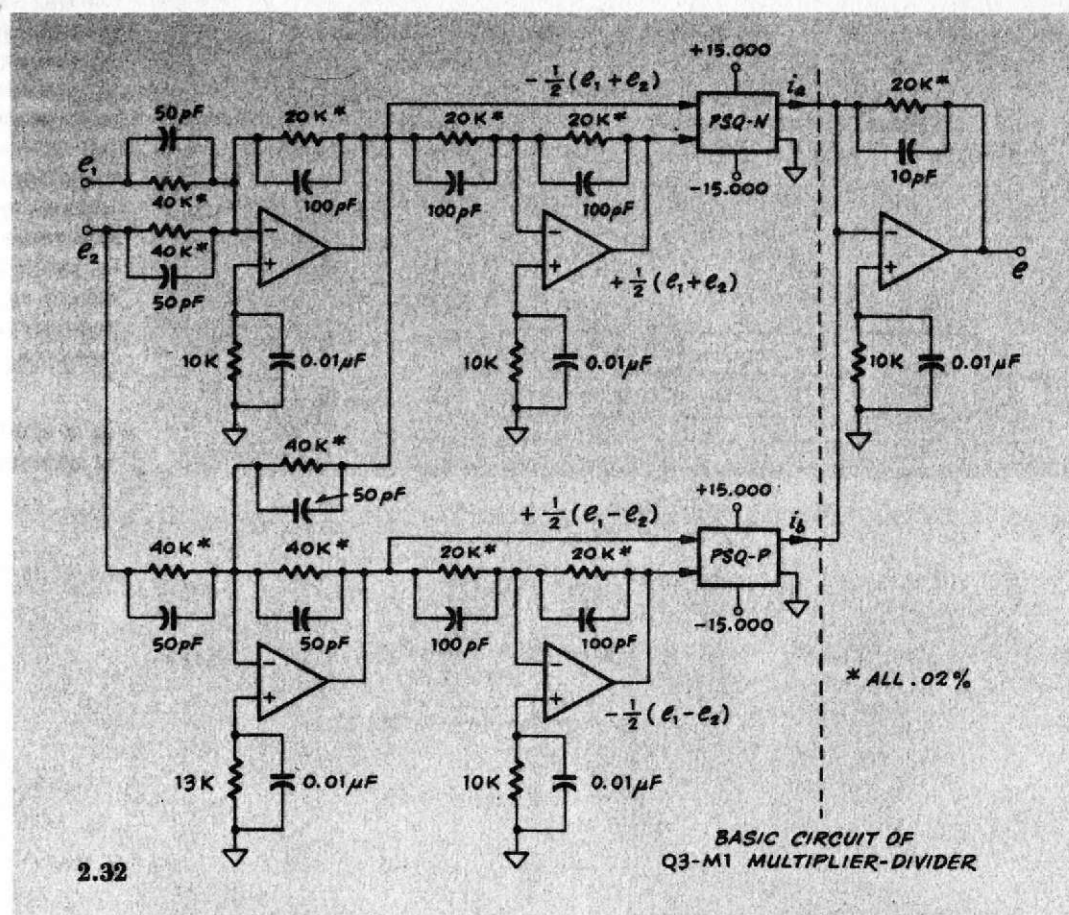 +15.000
-½(e₁+e₂)
iₐ
50pF
20K*
20K*
20K*
PSQ-N
20K*
e₁
40K*
100pF
100pF
100pF
-15.000
10pF
e₂
40K*
50pF
-
+
-
+
+½(e₁+e₂)
-
+
e
10K
0.01µF
10K
0.01µF
10K
0.01µF
40K*
50pF
+½(e₁-e₂)
+15.000
i_b
40K*
40K*
20K*
20K*
PSQ-P
50pF
50pF
100pF
100pF
-15.000
-
+
-
+
-½(e₁-e₂)
* ALL .02%
13K
0.01µF
10K
0.01µF
BASIC CIRCUIT OF
Q3-M1 MULTIPLIER-DIVIDER
2.32